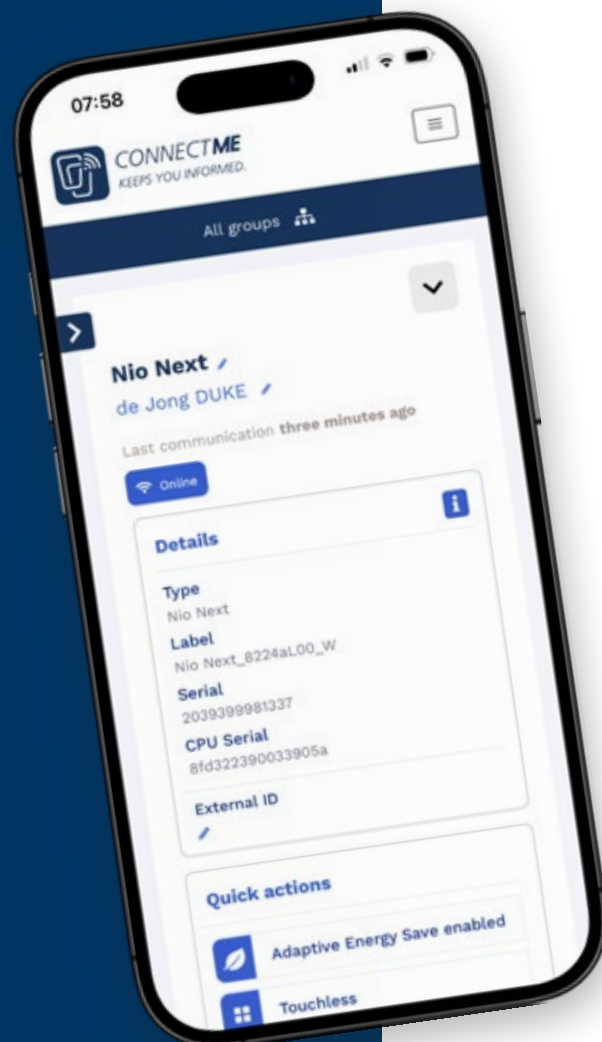 07:58
CONNECTME
KEEPS YOU INFORMED.
All groups
Nio Next
de Jong DUKE
Last communication three minutes ago
Online
Details
Type
Nio Next
Label
Nio Next_8224aL00_W
Serial
2039399981337
CPU Serial
8fd322390033905a
External ID
Quick actions
Adaptive Energy Save enabled
Touchless